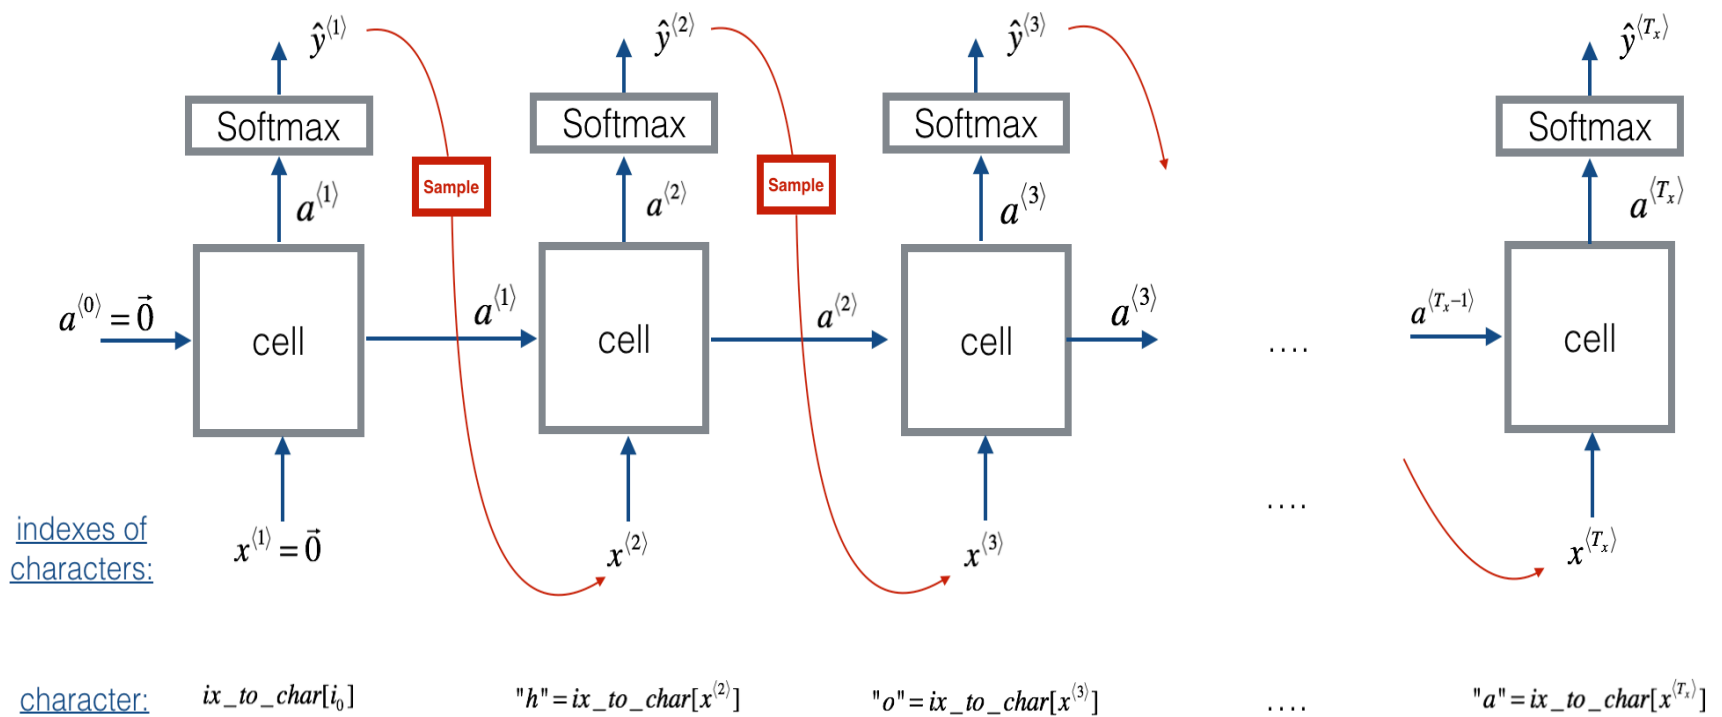 ŷ⟨1⟩ ŷ⟨2⟩ ŷ⟨3⟩ ŷ⟨Tₓ⟩
Softmax Softmax Softmax Softmax
Sample Sample
a⟨1⟩ a⟨2⟩ a⟨3⟩ a⟨Tₓ⟩
a⟨0⟩ = 0⃗ a⟨1⟩ a⟨2⟩ a⟨3⟩ a⟨Tₓ−1⟩
cell cell cell .... cell
indexes of
characters:
x⟨1⟩ = 0⃗ x⟨2⟩ x⟨3⟩ .... x⟨Tₓ⟩
character: ix_to_char[i₀] "h"=ix_to_char[x⟨2⟩] "o"=ix_to_char[x⟨3⟩] .... "a"=ix_to_char[x⟨Tₓ⟩]